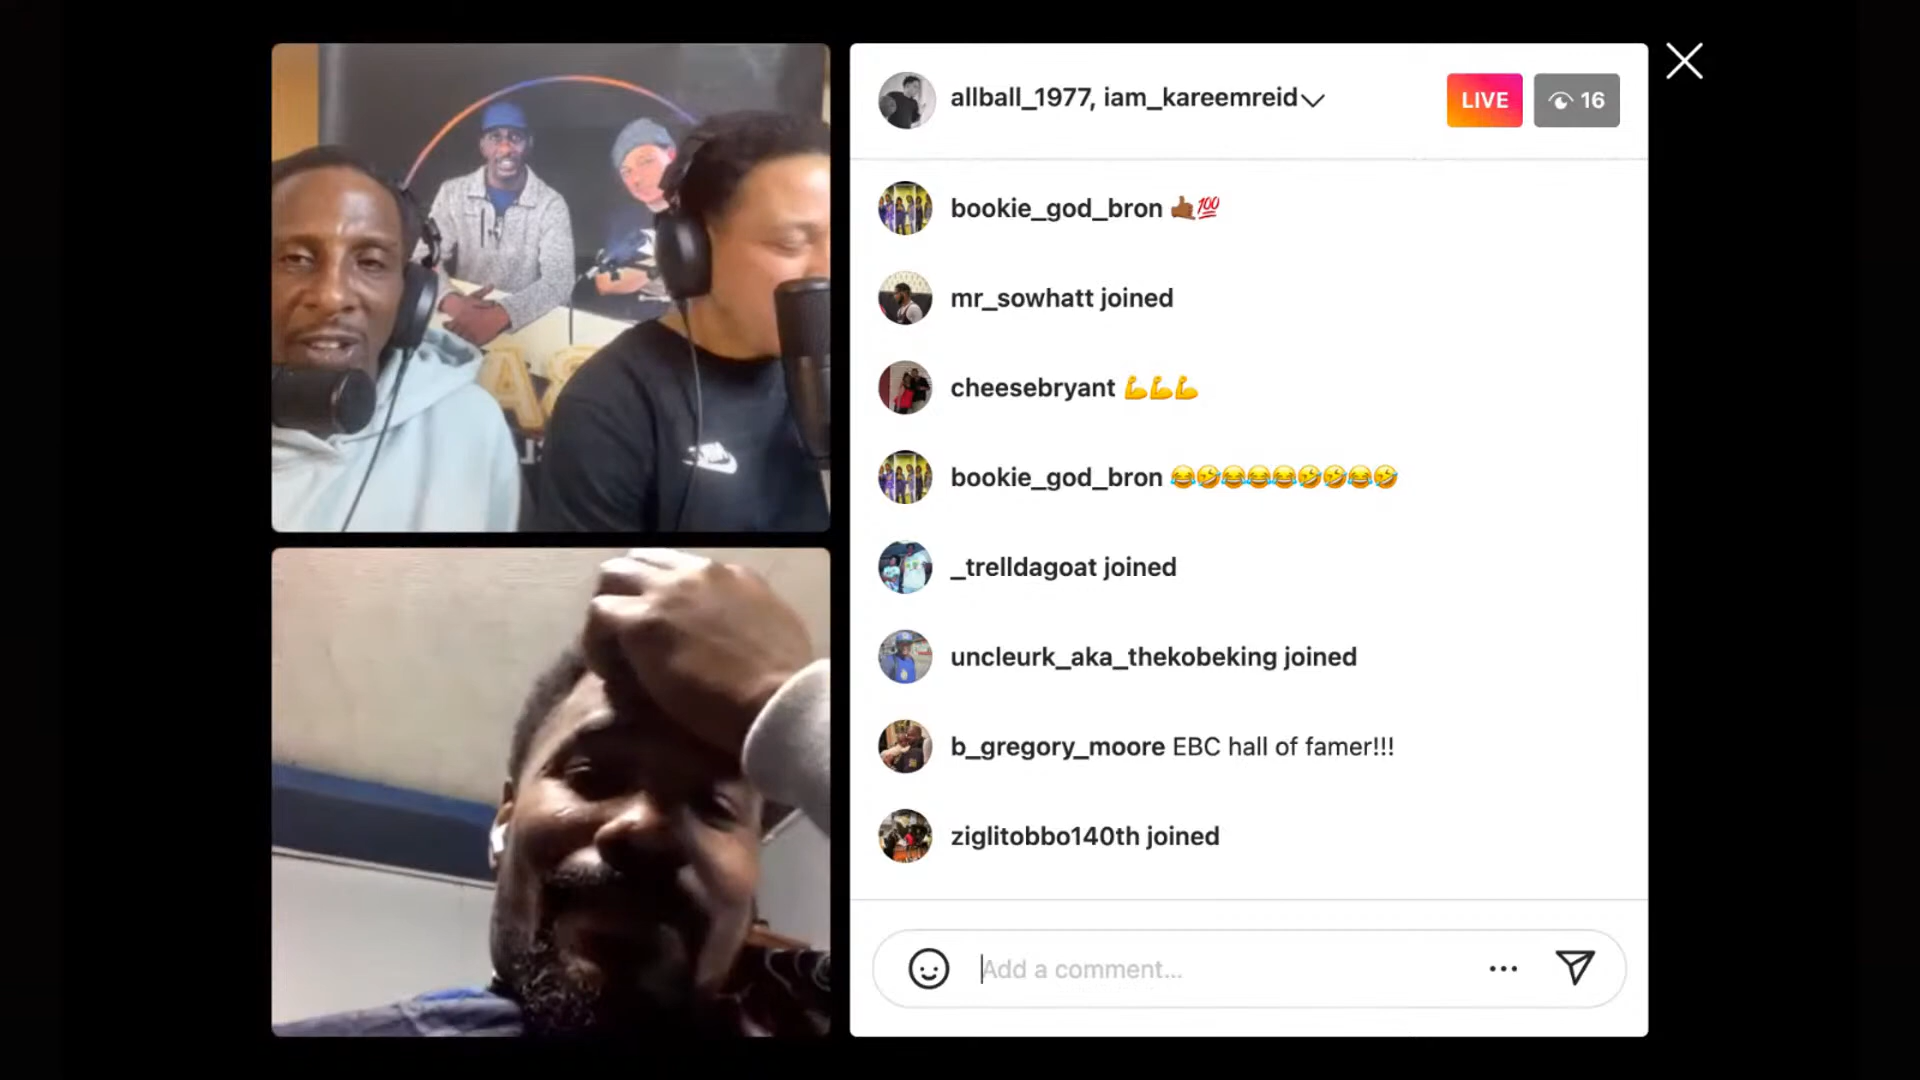 allball_1977, iam_kareemreid
LIVE
16
bookie_god_bron 🤙🏾💯
mr_sowhatt joined
cheesebryant 💪💪💪
bookie_god_bron 😂🤣😂😂😂🤣🤣😂🤣
_trelldagoat joined
uncleurk_aka_thekobeking joined
b_gregory_moore EBC hall of famer!!!
ziglitobbo140th joined
Add a comment...